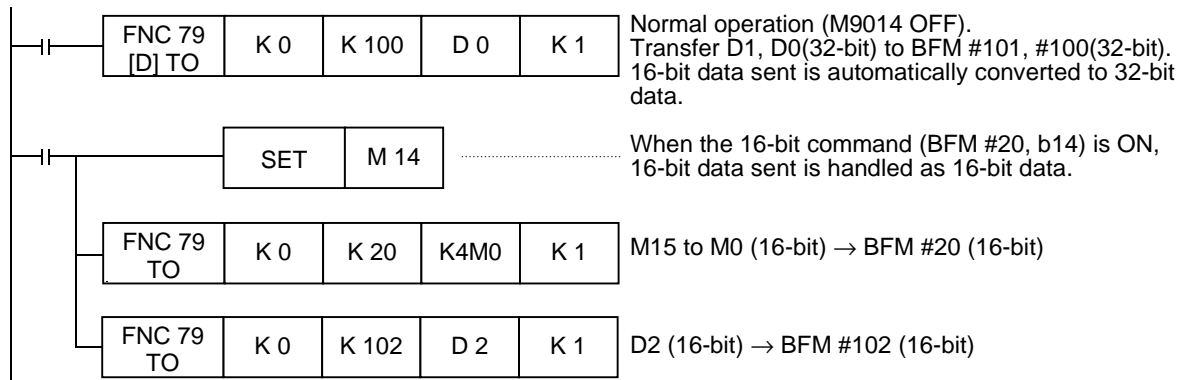 FNC 79 [D] TO K 0 K 100 D 0 K 1
Normal operation (M9014 OFF).
Transfer D1, D0(32-bit) to BFM #101, #100(32-bit).
16-bit data sent is automatically converted to 32-bit
data.
SET M 14
When the 16-bit command (BFM #20, b14) is ON,
16-bit data sent is handled as 16-bit data.
FNC 79 TO K 0 K 20 K4M0 K 1
M15 to M0 (16-bit) → BFM #20 (16-bit)
FNC 79 TO K 0 K 102 D 2 K 1
D2 (16-bit) → BFM #102 (16-bit)